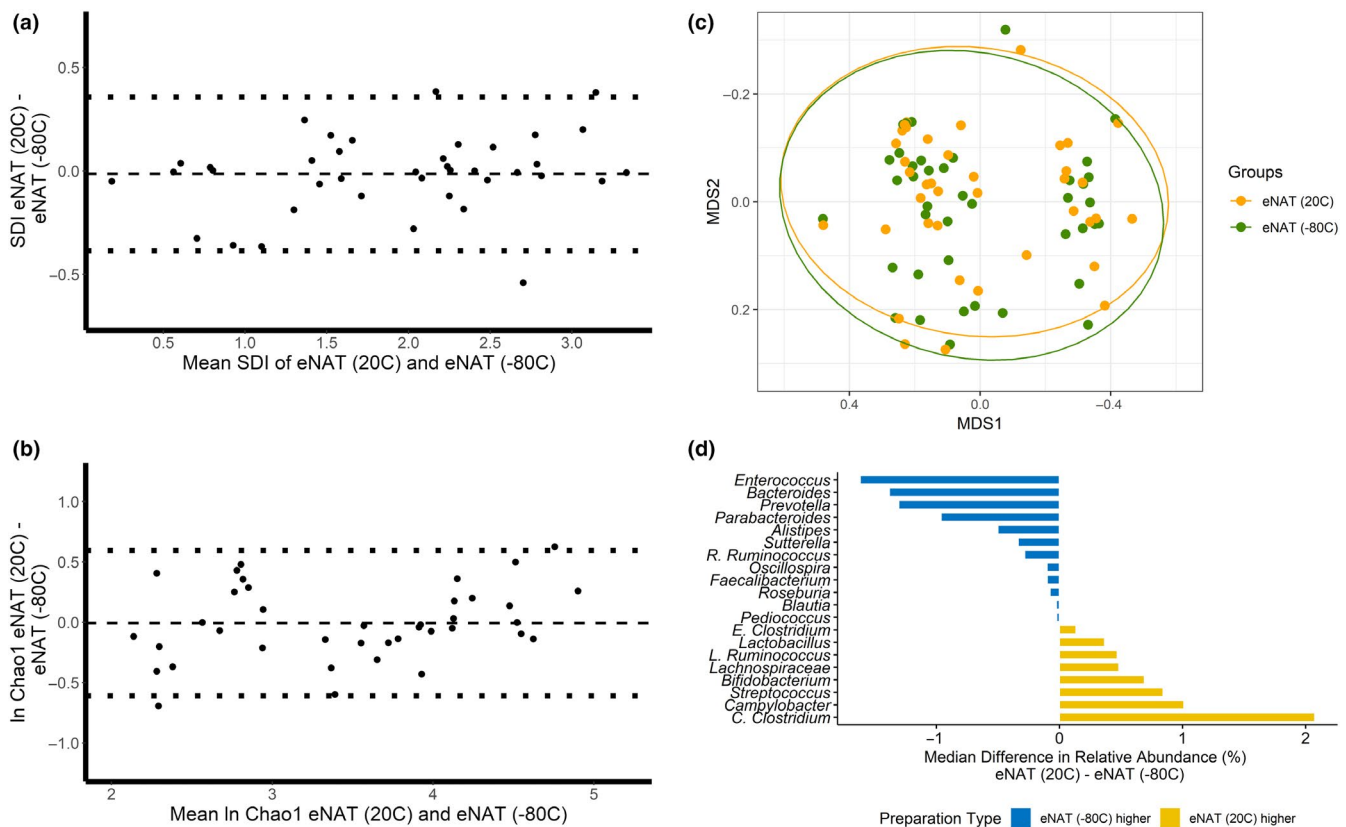 (a)
SDI eNAT (20C) -
eNAT (-80C)
0.5
0.0
−0.5
0.5
1.0
1.5
2.0
2.5
3.0
Mean SDI of eNAT (20C) and eNAT (-80C)
(b)
ln Chao1 eNAT (20C) -
eNAT (-80C)
1.0
0.5
0.0
−0.5
−1.0
2
3
4
5
Mean ln Chao1 eNAT (20C) and eNAT (-80C)
(c)
MDS2
−0.2
0.0
0.2
0.4
0.0
−0.4
MDS1
Groups
eNAT (20C)
eNAT (-80C)
(d)
Enterococcus
Bacteroides
Prevotella
Parabacteroides
Alistipes
Sutterella
R. Ruminococcus
Oscillospira
Faecalibacterium
Roseburia
Blautia
Pediococcus
E. Clostridium
Lactobacillus
L. Ruminococcus
Lachnospiraceae
Bifidobacterium
Streptococcus
Campylobacter
C. Clostridium
−1
0
1
2
Median Difference in Relative Abundance (%)
eNAT (20C) - eNAT (-80C)
Preparation Type
eNAT (-80C) higher
eNAT (20C) higher